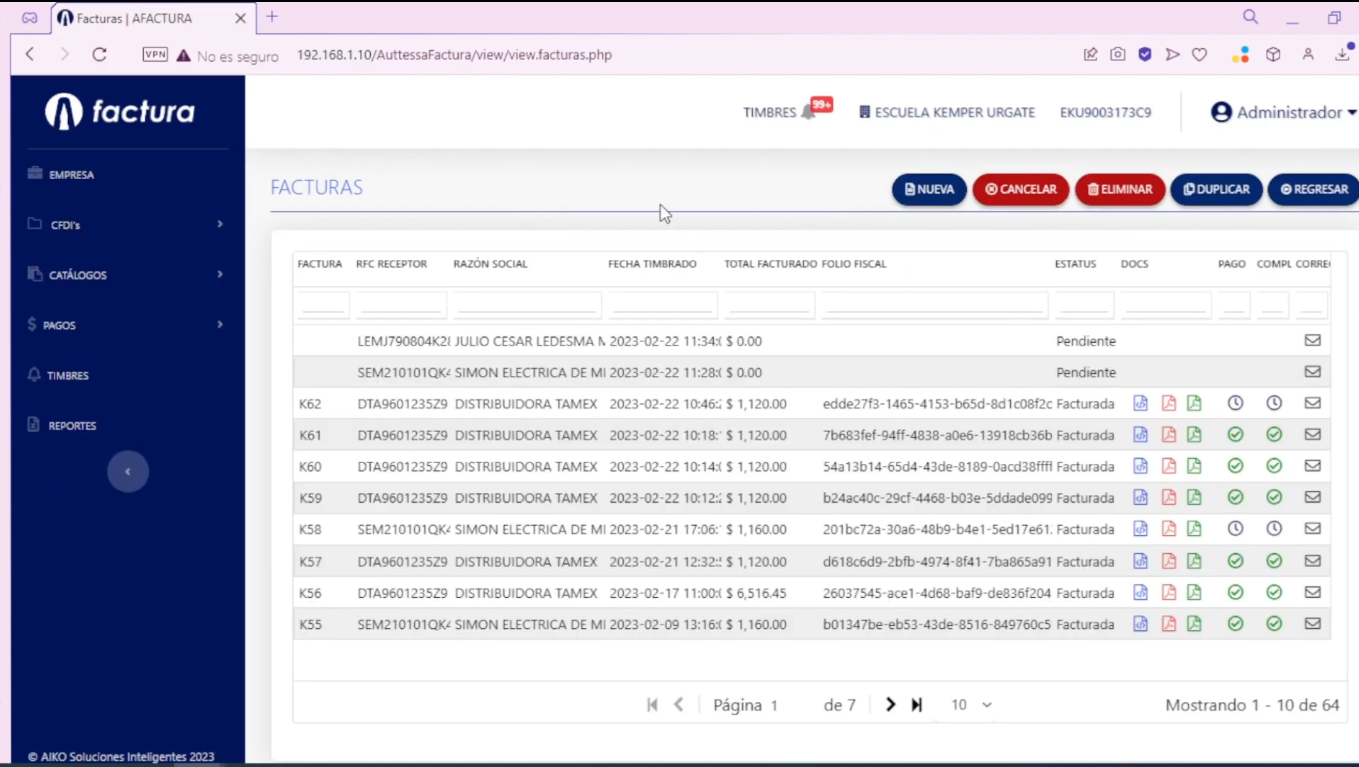 Facturas | AFACTURA
VPN No es seguro 192.168.1.10/AuttessaFactura/view/view.facturas.php
factura
TIMBRES 99+ ESCUELA KEMPER URGATE EKU9003173C9 Administrador
EMPRESA
CFDI's
CATÁLOGOS
PAGOS
TIMBRES
REPORTES
FACTURAS NUEVA CANCELAR ELIMINAR DUPLICAR REGRESAR
FACTURA RFC RECEPTOR RAZÓN SOCIAL FECHA TIMBRADO TOTAL FACTURADO FOLIO FISCAL ESTATUS DOCS PAGO COMPL CORRE
LEMJ790804K2 JULIO CESAR LEDESMA 2023-02-22 11:34: $ 0.00 Pendiente
SEM210101QK4 SIMON ELECTRICA DE MI 2023-02-22 11:28: $ 0.00 Pendiente
K62 DTA9601235Z9 DISTRIBUIDORA TAMEX 2023-02-22 10:46: $ 1,120.00 edde27f3-1465-4153-b65d-8d1c08f2c Facturada
K61 DTA9601235Z9 DISTRIBUIDORA TAMEX 2023-02-22 10:18: $ 1,120.00 7b683fef-94ff-4838-a0e6-13918cb36b Facturada
K60 DTA9601235Z9 DISTRIBUIDORA TAMEX 2023-02-22 10:14: $ 1,120.00 54a13b14-65d4-43de-8189-0acd38ffff Facturada
K59 DTA9601235Z9 DISTRIBUIDORA TAMEX 2023-02-22 10:12: $ 1,120.00 b24ac40c-29cf-4468-b03e-5ddade099 Facturada
K58 SEM210101QK4 SIMON ELECTRICA DE MI 2023-02-21 17:06: $ 1,160.00 201bc72a-30a6-48b9-b4e1-5ed17e61 Facturada
K57 DTA9601235Z9 DISTRIBUIDORA TAMEX 2023-02-21 12:32: $ 1,120.00 d618c6d9-2bfb-4974-8f41-7ba865a91 Facturada
K56 DTA9601235Z9 DISTRIBUIDORA TAMEX 2023-02-17 11:00: $ 6,516.45 26037545-ace1-4d68-baf9-de836f204 Facturada
K55 SEM210101QK4 SIMON ELECTRICA DE MI 2023-02-09 13:16: $ 1,160.00 b01347be-eb53-43de-8516-849760c5 Facturada
Página 1 de 7 10 Mostrando 1 - 10 de 64
© AIKO Soluciones Inteligentes 2023